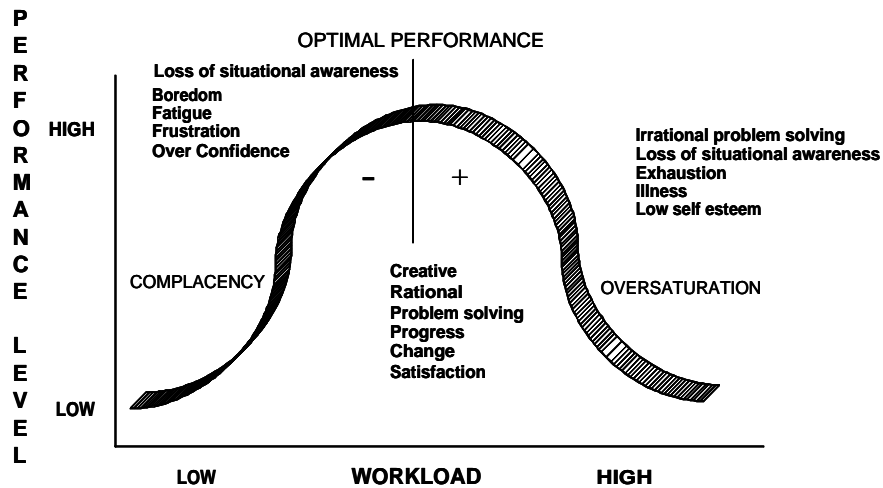 PERFORMANCE LEVEL
OPTIMAL PERFORMANCE
Loss of situational awareness
Boredom
Fatigue
Frustration
Over Confidence
HIGH
Irrational problem solving
Loss of situational awareness
Exhaustion
Illness
Low self esteem
- +
COMPLACENCY
Creative
Rational
Problem solving
Progress
Change
Satisfaction
OVERSATURATION
LOW
LOW WORKLOAD HIGH